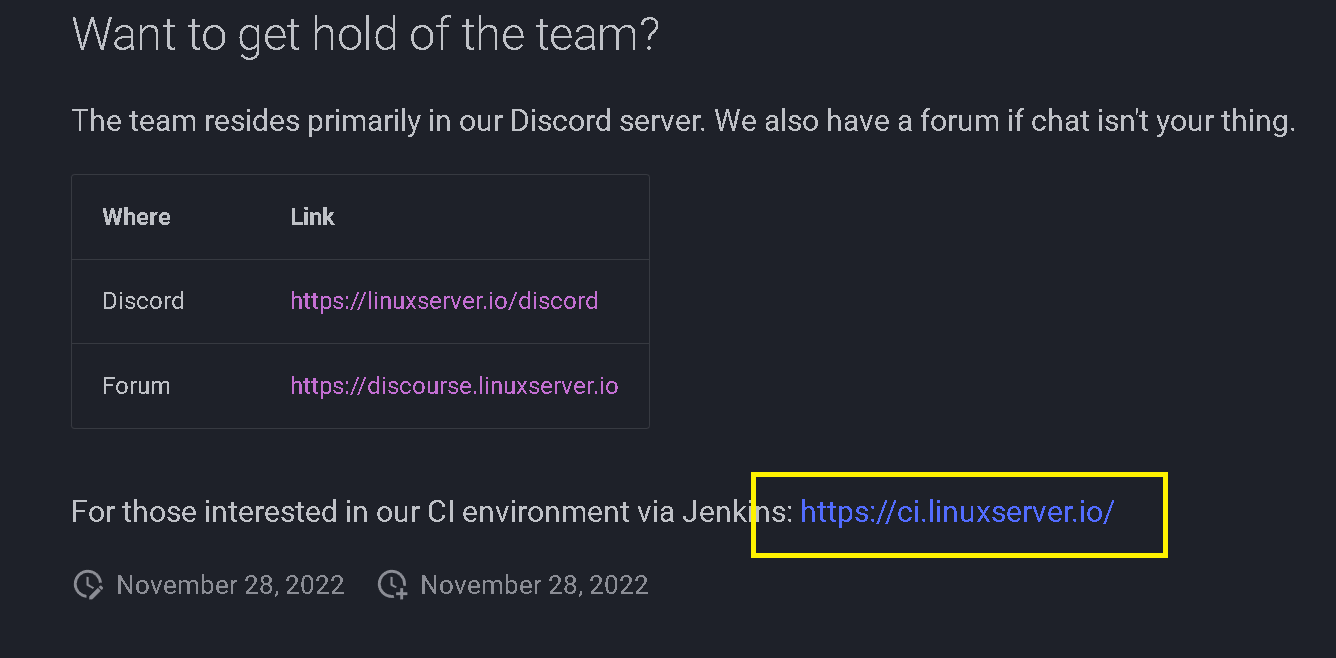 Want to get hold of the team?
The team resides primarily in our Discord server. We also have a forum if chat isn't your thing.
Where Link
Discord https://linuxserver.io/discord
Forum https://discourse.linuxserver.io
For those interested in our CI environment via Jenkins: https://ci.linuxserver.io/
November 28, 2022 November 28, 2022